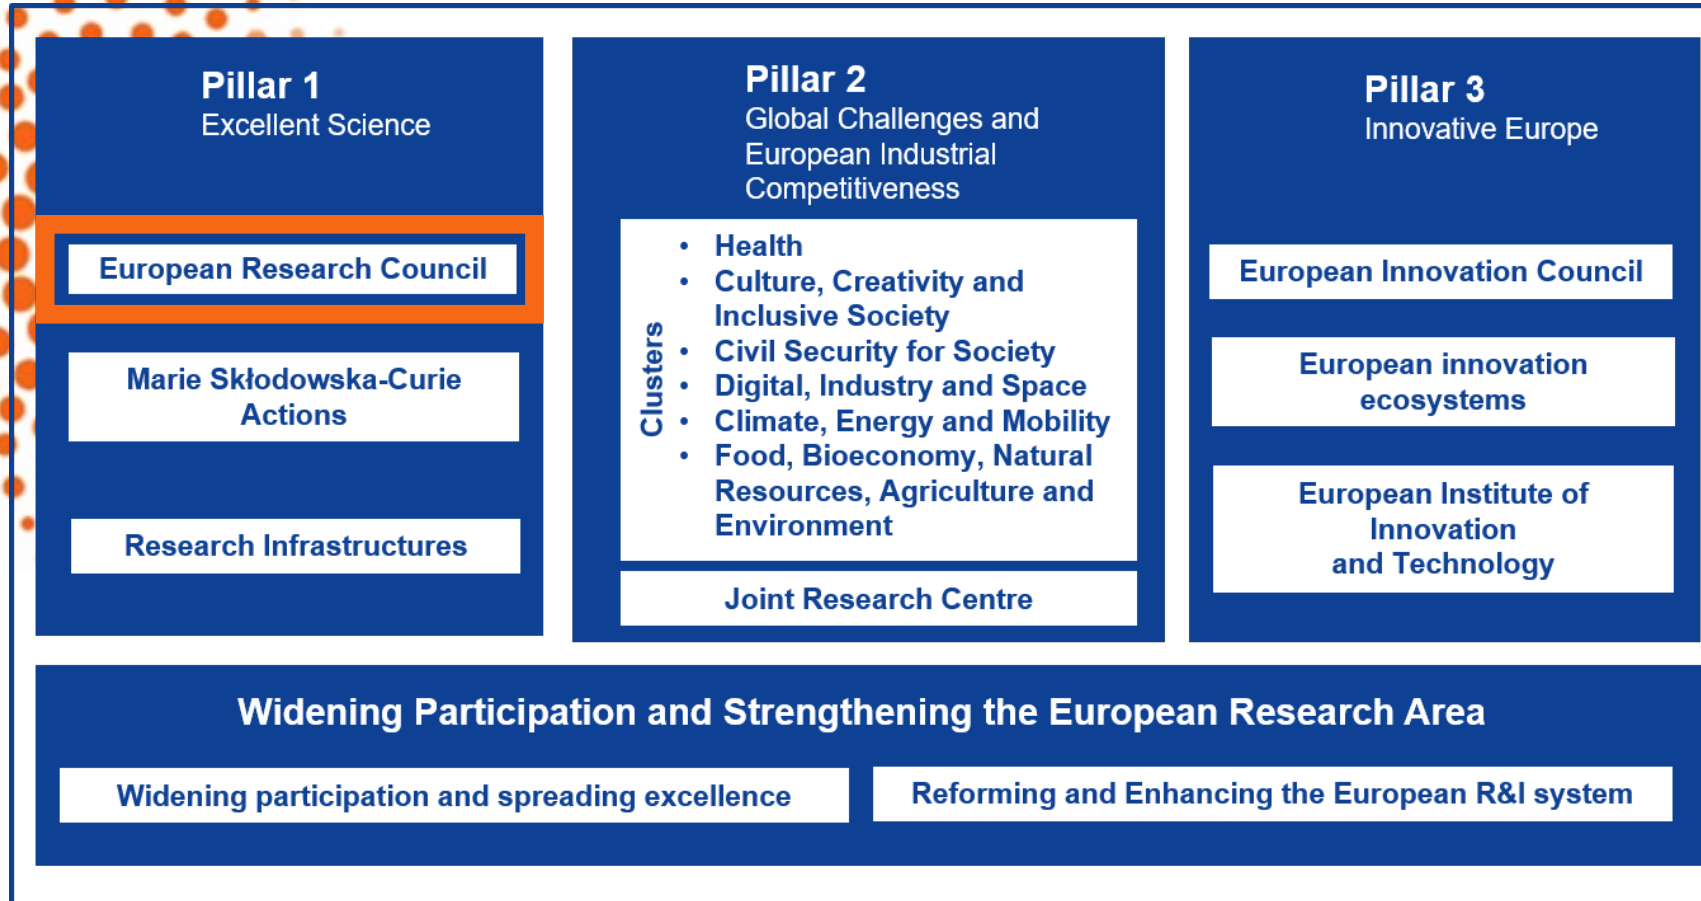 Pillar 1
Excellent Science
European Research Council
Marie Skłodowska-Curie
Actions
Research Infrastructures
Pillar 2
Global Challenges and
European Industrial
Competitiveness
Clusters
• Health
• Culture, Creativity and
Inclusive Society
• Civil Security for Society
• Digital, Industry and Space
• Climate, Energy and Mobility
• Food, Bioeconomy, Natural
Resources, Agriculture and
Environment
Joint Research Centre
Pillar 3
Innovative Europe
European Innovation Council
European innovation
ecosystems
European Institute of
Innovation
and Technology
Widening Participation and Strengthening the European Research Area
Widening participation and spreading excellence
Reforming and Enhancing the European R&I system